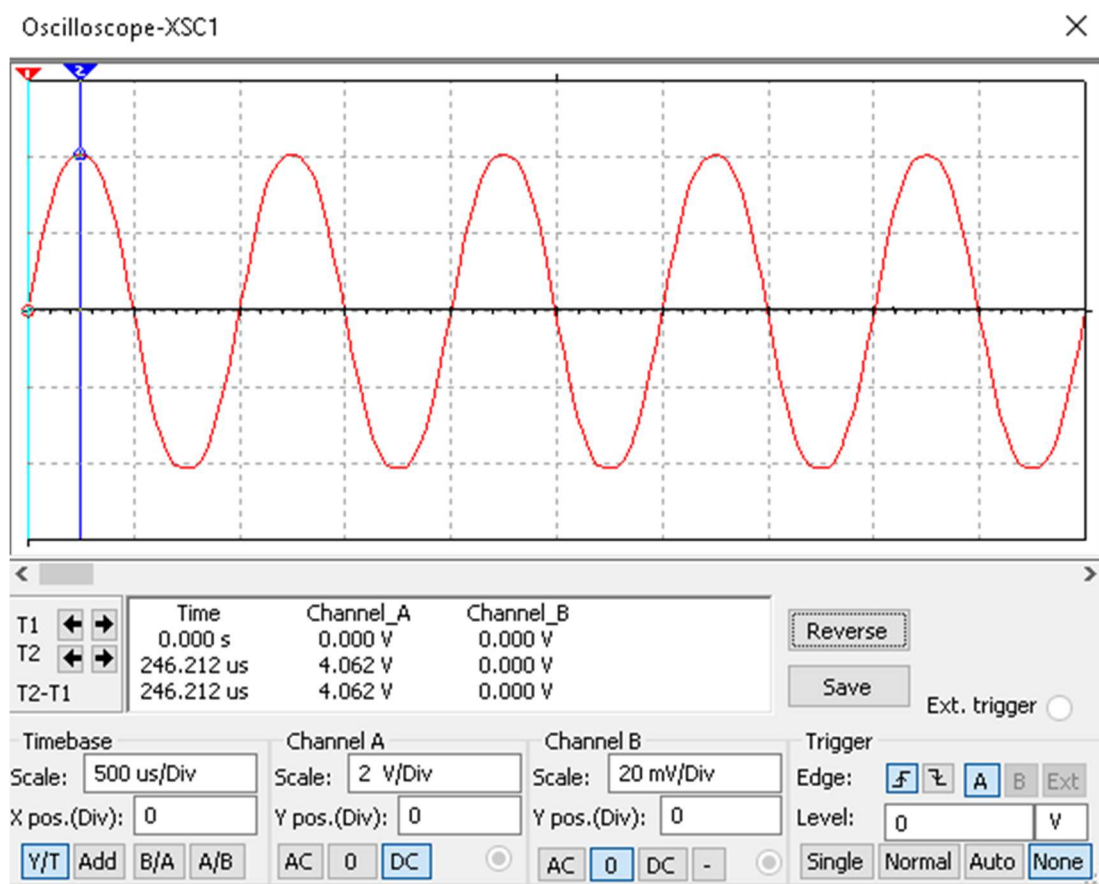 Oscilloscope-XSC1
1 2
Time Channel_A Channel_B
T1 0.000 s 0.000 V 0.000 V
T2 246.212 us 4.062 V 0.000 V
T2-T1 246.212 us 4.062 V 0.000 V
Reverse
Save
Ext. trigger
Timebase
Scale: 500 us/Div
X pos.(Div): 0
Y/T Add B/A A/B
Channel A
Scale: 2 V/Div
Y pos.(Div): 0
AC 0 DC
Channel B
Scale: 20 mV/Div
Y pos.(Div): 0
AC 0 DC -
Trigger
Edge: A B Ext
Level: 0 V
Single Normal Auto None